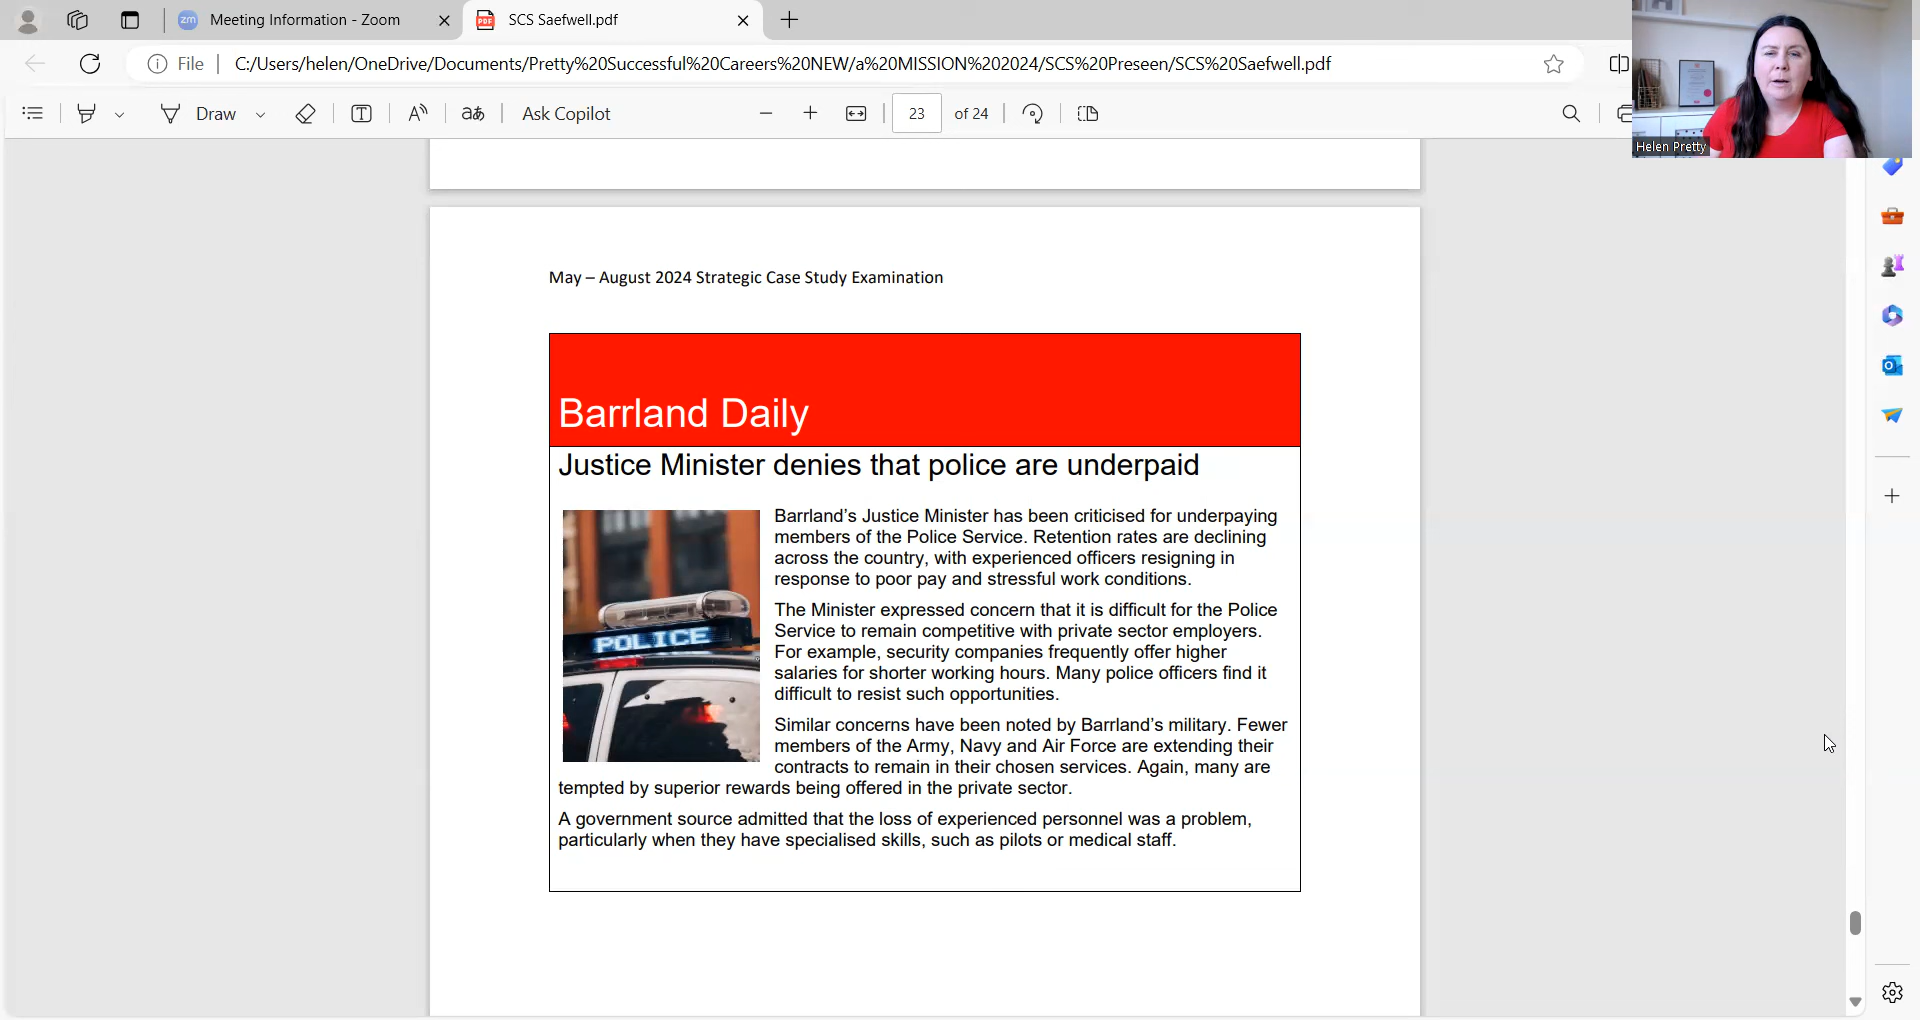 Meeting Information - Zoom
SCS Saefwell.pdf
File
C:/Users/helen/OneDrive/Documents/Pretty%20Successful%20Careers%20NEW/a%20MISSION%202024/SCS%20Preseen/SCS%20Saefwell.pdf
Draw
Ask Copilot
23
of 24
Helen Pretty
May – August 2024 Strategic Case Study Examination
Barrland Daily
Justice Minister denies that police are underpaid
POLICE
Barrland’s Justice Minister has been criticised for underpaying
members of the Police Service. Retention rates are declining
across the country, with experienced officers resigning in
response to poor pay and stressful work conditions.
The Minister expressed concern that it is difficult for the Police
Service to remain competitive with private sector employers.
For example, security companies frequently offer higher
salaries for shorter working hours. Many police officers find it
difficult to resist such opportunities.
Similar concerns have been noted by Barrland’s military. Fewer
members of the Army, Navy and Air Force are extending their
contracts to remain in their chosen services. Again, many are
tempted by superior rewards being offered in the private sector.
A government source admitted that the loss of experienced personnel was a problem,
particularly when they have specialised skills, such as pilots or medical staff.